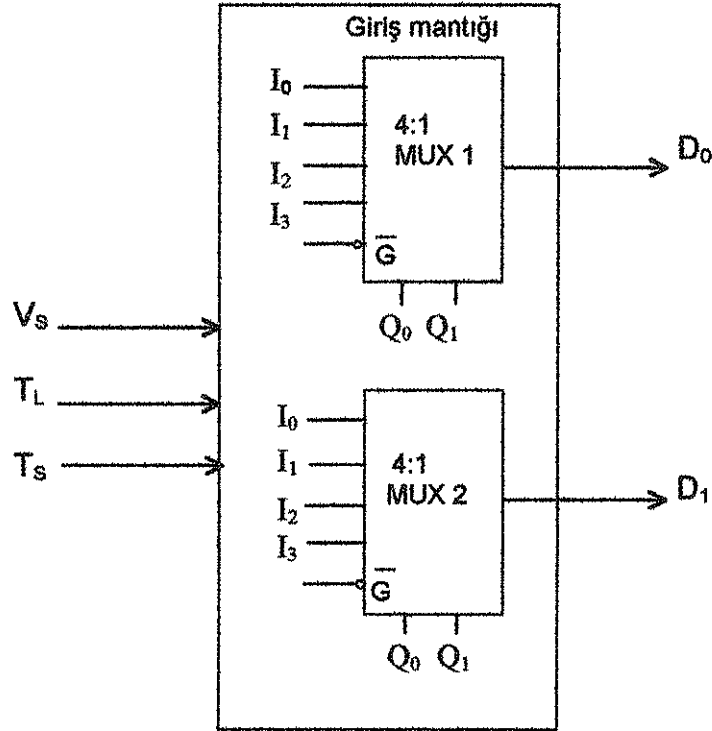 Giriş mantığı
I₀
I₁
I₂
I₃
4:1
MUX 1
G̅
Q₀ Q₁
D₀
Vs
T_L
Ts
I₀
I₁
I₂
I₃
4:1
MUX 2
G̅
Q₀ Q₁
D₁